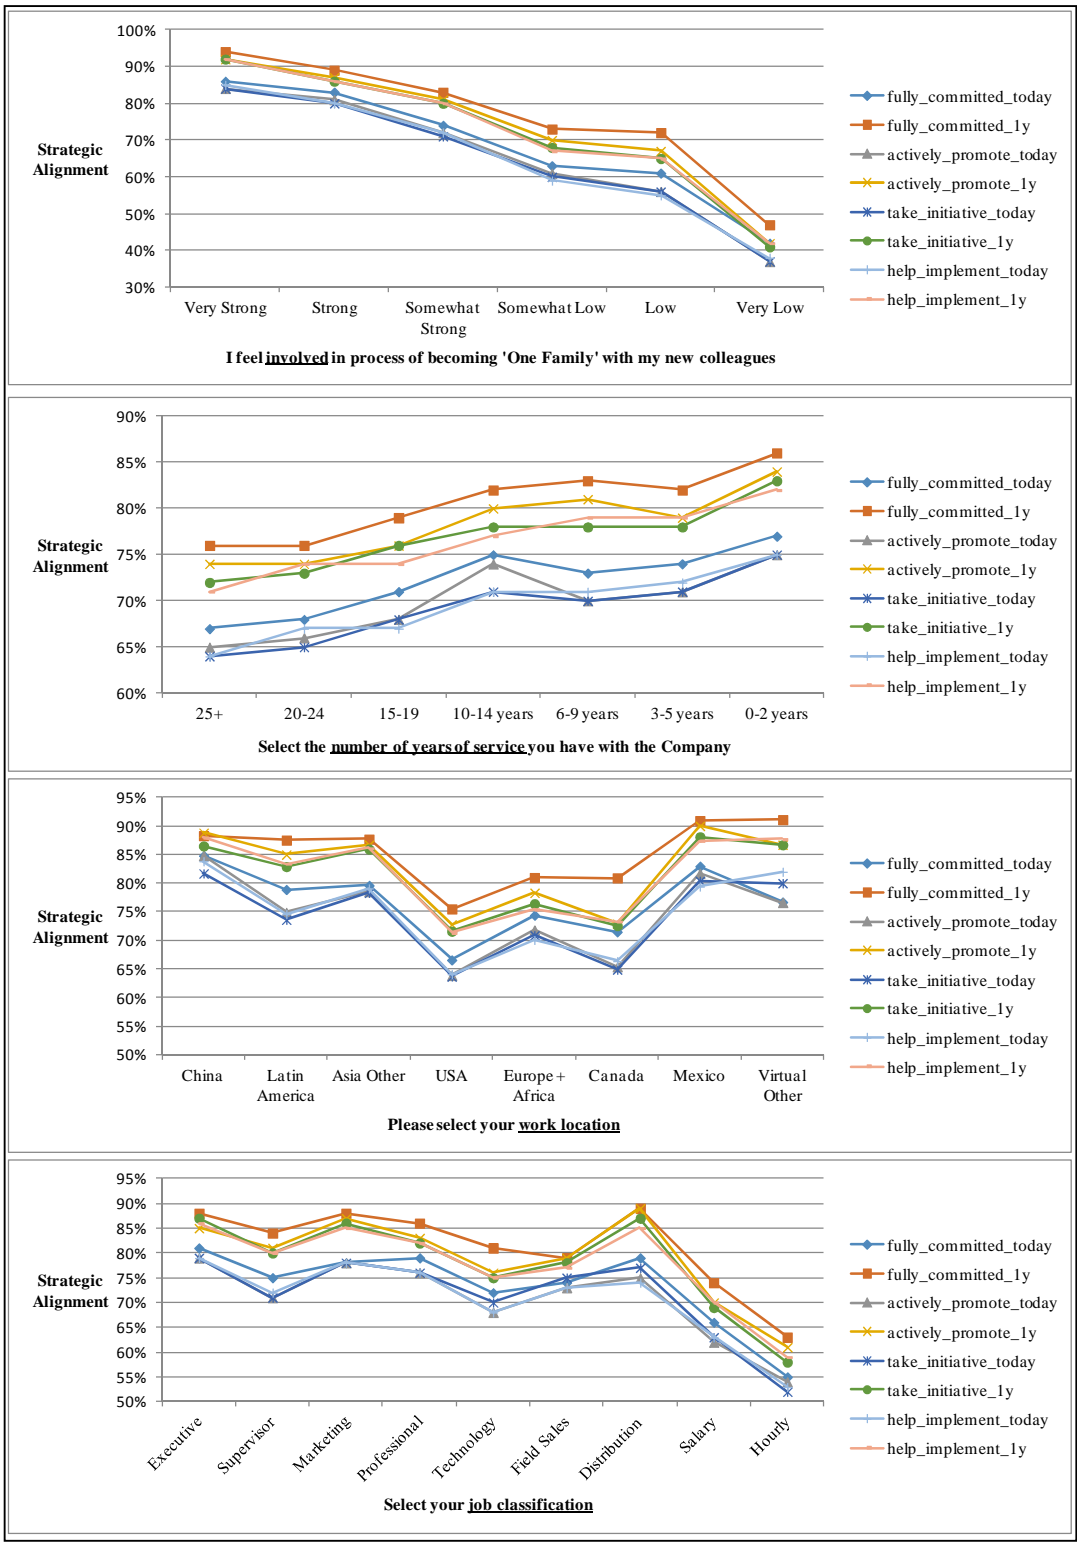 100%
90%
80%
70%
60%
50%
40%
30%
Strategic
Alignment
Very Strong
Strong
Somewhat
Strong
Somewhat Low
Low
Very Low
I feel involved in process of becoming 'One Family' with my new colleagues
fully_committed_today
fully_committed_1y
actively_promote_today
actively_promote_1y
take_initiative_today
take_initiative_1y
help_implement_today
help_implement_1y
90%
85%
80%
75%
70%
65%
60%
Strategic
Alignment
25+
20-24
15-19
10-14 years
6-9 years
3-5 years
0-2 years
Select the number of years of service you have with the Company
fully_committed_today
fully_committed_1y
actively_promote_today
actively_promote_1y
take_initiative_today
take_initiative_1y
help_implement_today
help_implement_1y
95%
90%
85%
80%
75%
70%
65%
60%
55%
50%
Strategic
Alignment
China
Latin
America
Asia Other
USA
Europe +
Africa
Canada
Mexico
Virtual
Other
Please select your work location
fully_committed_today
fully_committed_1y
actively_promote_today
actively_promote_1y
take_initiative_today
take_initiative_1y
help_implement_today
help_implement_1y
95%
90%
85%
80%
75%
70%
65%
60%
55%
50%
Strategic
Alignment
Executive
Supervisor
Marketing
Professional
Technology
Field Sales
Distribution
Salary
Hourly
Select your job classification
fully_committed_today
fully_committed_1y
actively_promote_today
actively_promote_1y
take_initiative_today
take_initiative_1y
help_implement_today
help_implement_1y